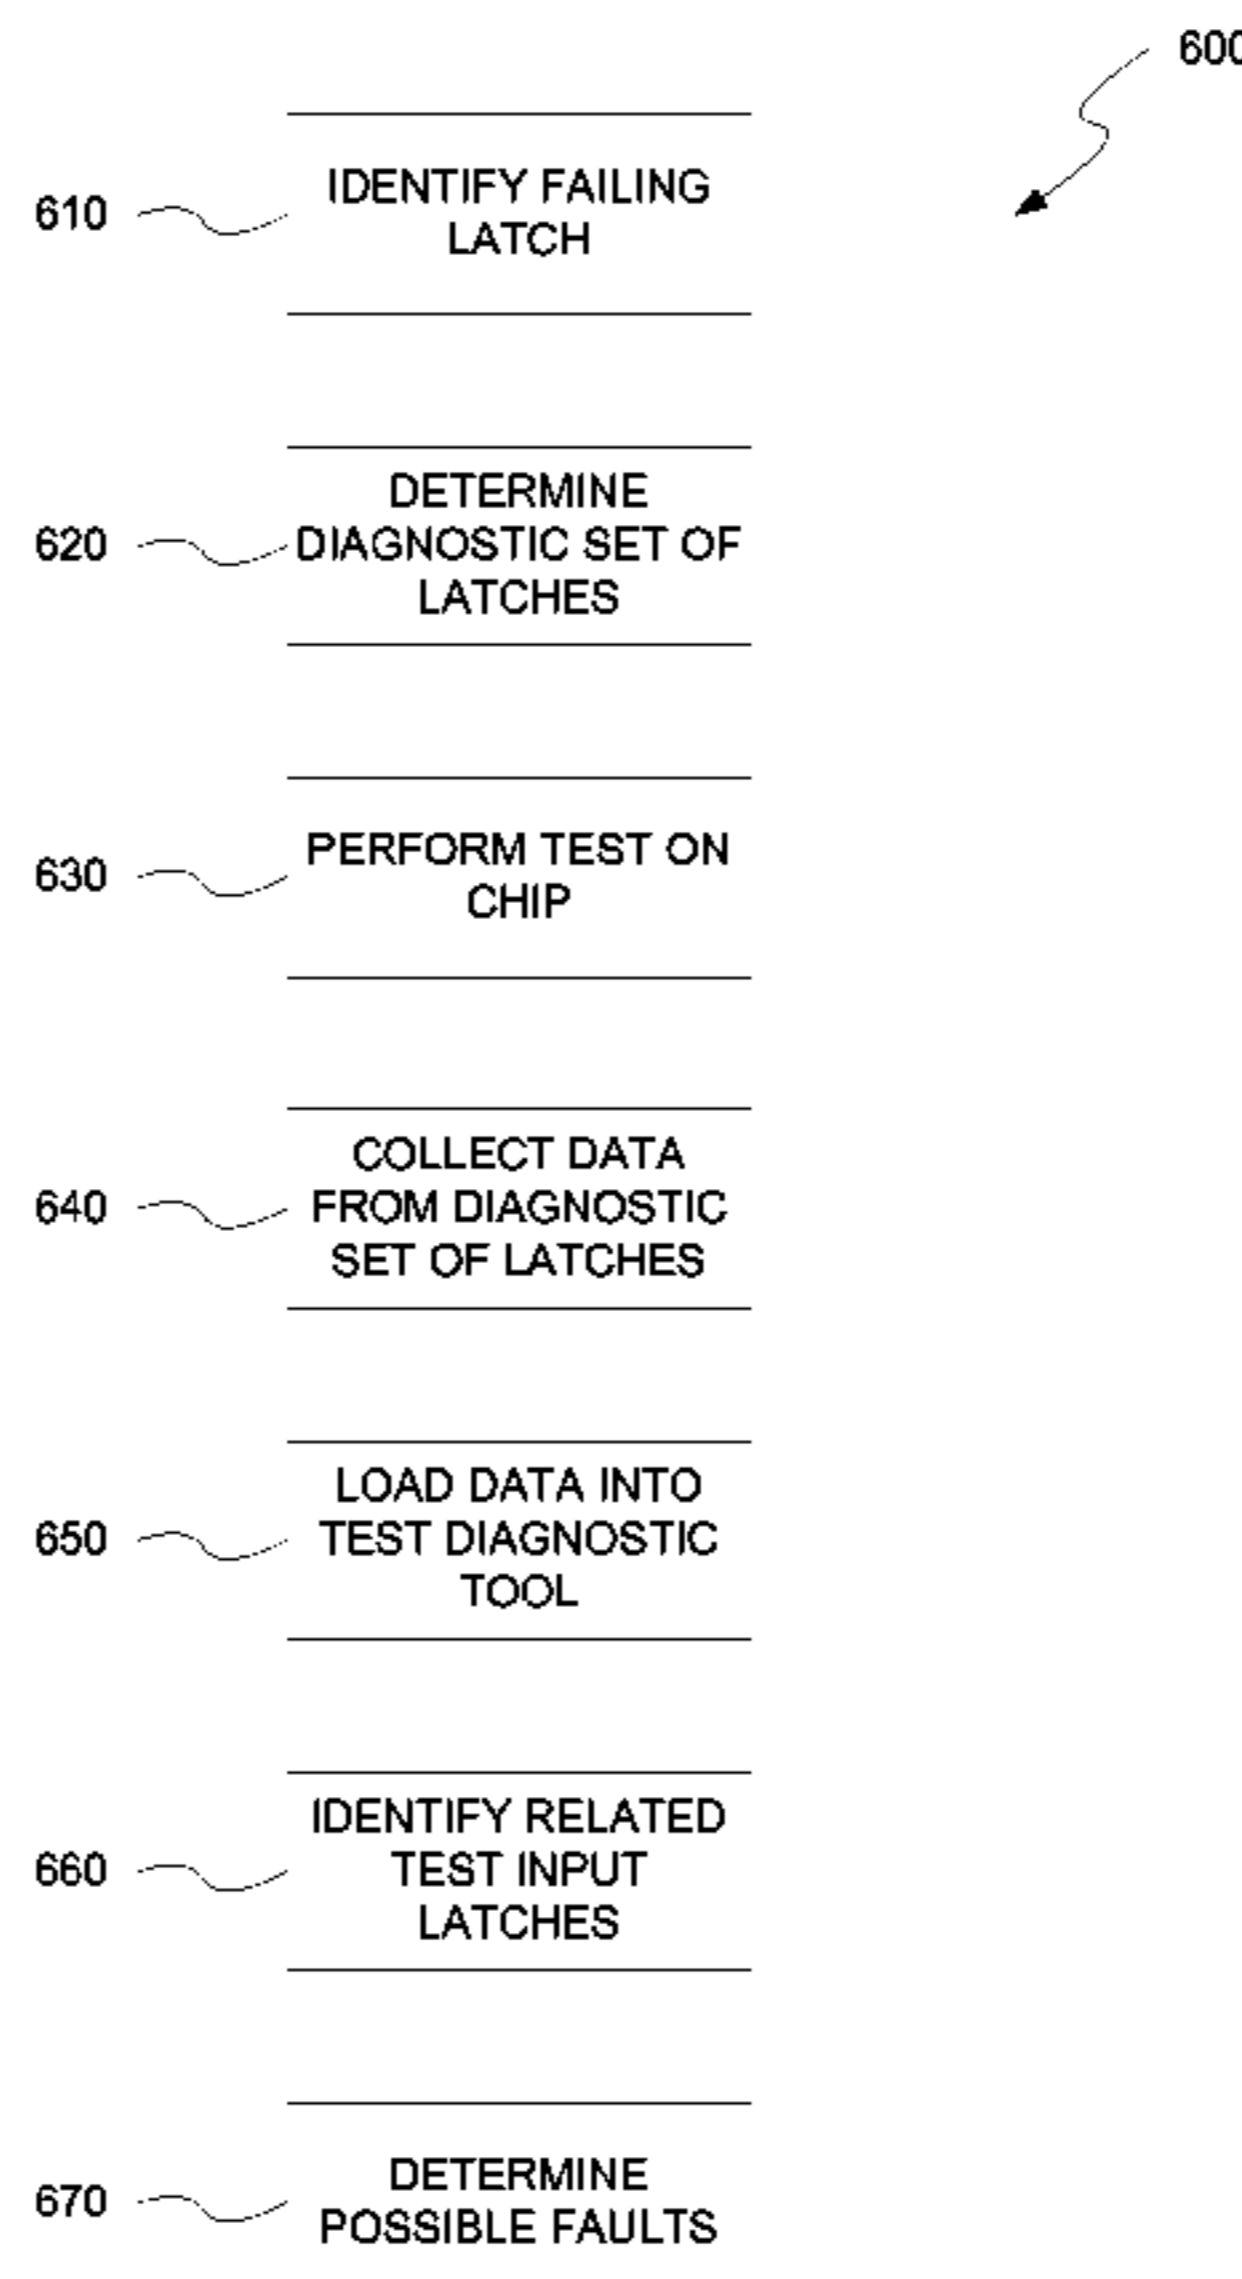 600
610
IDENTIFY FAILING
LATCH
620
DETERMINE
DIAGNOSTIC SET OF
LATCHES
630
PERFORM TEST ON
CHIP
640
COLLECT DATA
FROM DIAGNOSTIC
SET OF LATCHES
650
LOAD DATA INTO
TEST DIAGNOSTIC
TOOL
660
IDENTIFY RELATED
TEST INPUT
LATCHES
670
DETERMINE
POSSIBLE FAULTS